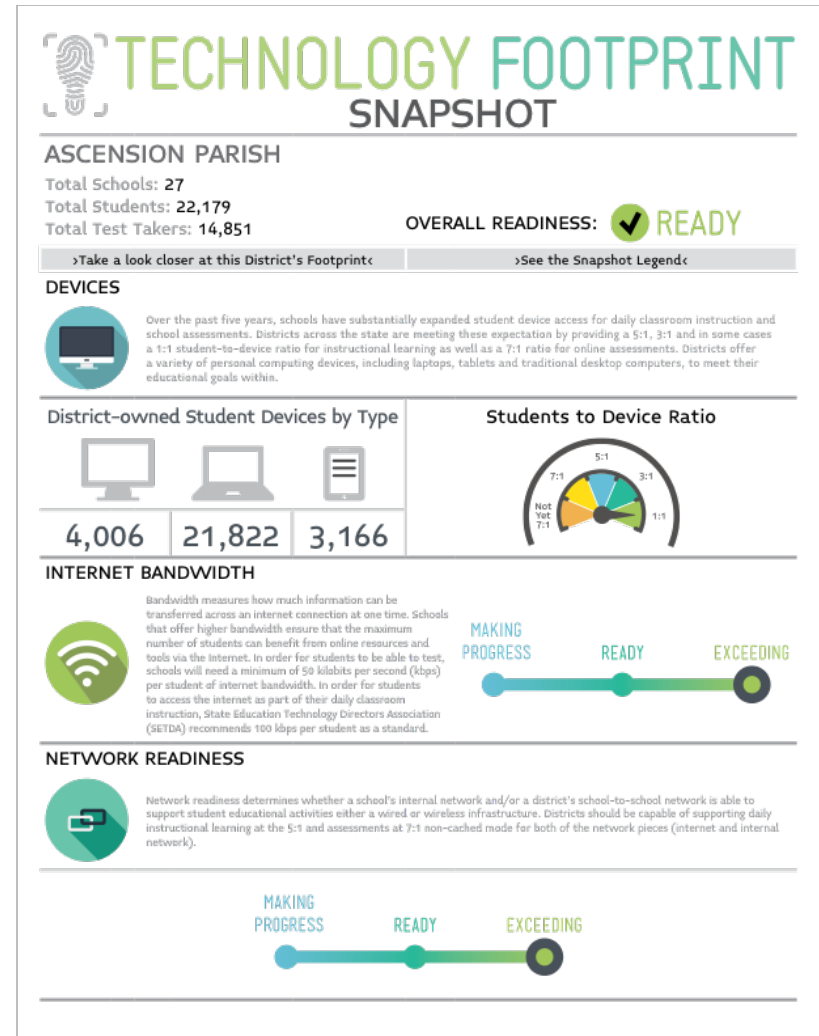 TECHNOLOGY FOOTPRINT
SNAPSHOT
ASCENSION PARISH
Total Schools: 27
Total Students: 22,179
Total Test Takers: 14,851
OVERALL READINESS: READY
>Take a look closer at this District's Footprint<
>See the Snapshot Legend<
DEVICES
Over the past five years, schools have substantially expanded student device access for daily classroom instruction and
school assessments. Districts across the state are meeting these expectation by providing a 5:1, 3:1 and in some cases
a 1:1 student-to-device ratio for instructional learning as well as a 7:1 ratio for online assessments. Districts offer
a variety of personal computing devices, including laptops, tablets and traditional desktop computers, to meet their
educational goals within.
District-owned Student Devices by Type
4,006
21,822
3,166
Students to Device Ratio
Not
Yet
7:1
7:1
5:1
3:1
1:1
INTERNET BANDWIDTH
Bandwidth measures how much information can be
transferred across an internet connection at one time. Schools
that offer higher bandwidth ensure that the maximum
number of students can benefit from online resources and
tools via the Internet. In order for students to be able to test,
schools will need a minimum of 50 kilobits per second (kbps)
per student of internet bandwidth. In order for students
to access the internet as part of their daily classroom
instruction, State Education Technology Directors Association
(SETDA) recommends 100 kbps per student as a standard.
MAKING
PROGRESS
READY
EXCEEDING
NETWORK READINESS
Network readiness determines whether a school's internal network and/or a district's school-to-school network is able to
support student educational activities either a wired or wireless infrastructure. Districts should be capable of supporting daily
instructional learning at the 5:1 and assessments at 7:1 non-cached mode for both of the network pieces (internet and internal
network).
MAKING
PROGRESS
READY
EXCEEDING